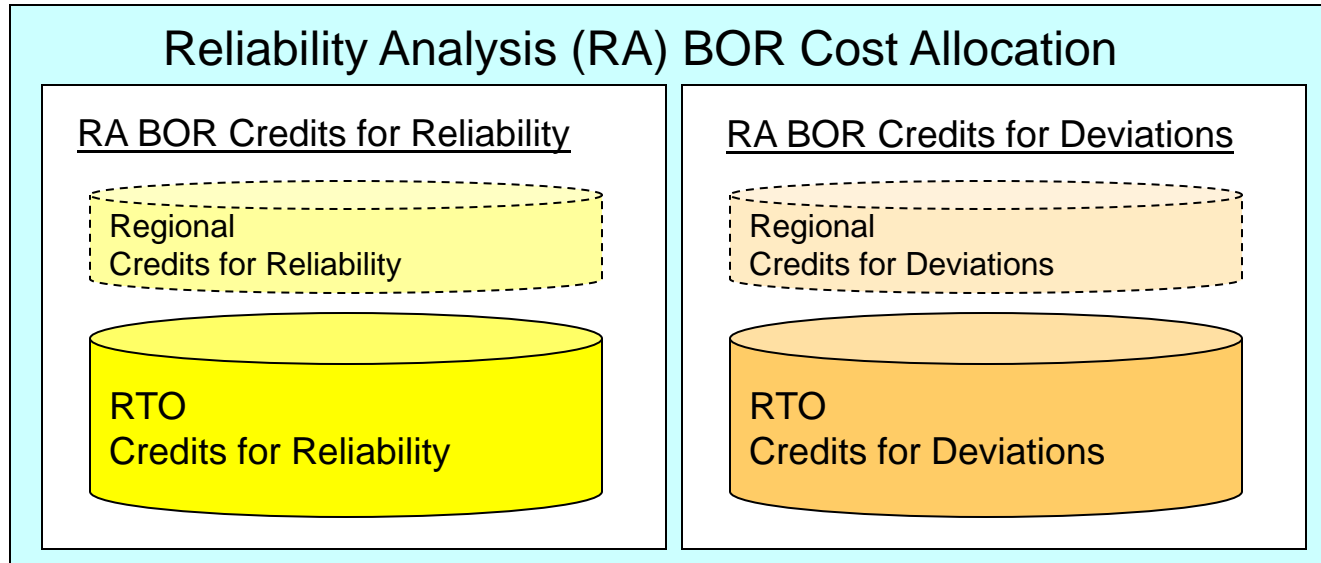 Reliability Analysis (RA) BOR Cost Allocation
RA BOR Credits for Reliability
Regional
Credits for Reliability
RTO
Credits for Reliability
RA BOR Credits for Deviations
Regional
Credits for Deviations
RTO
Credits for Deviations